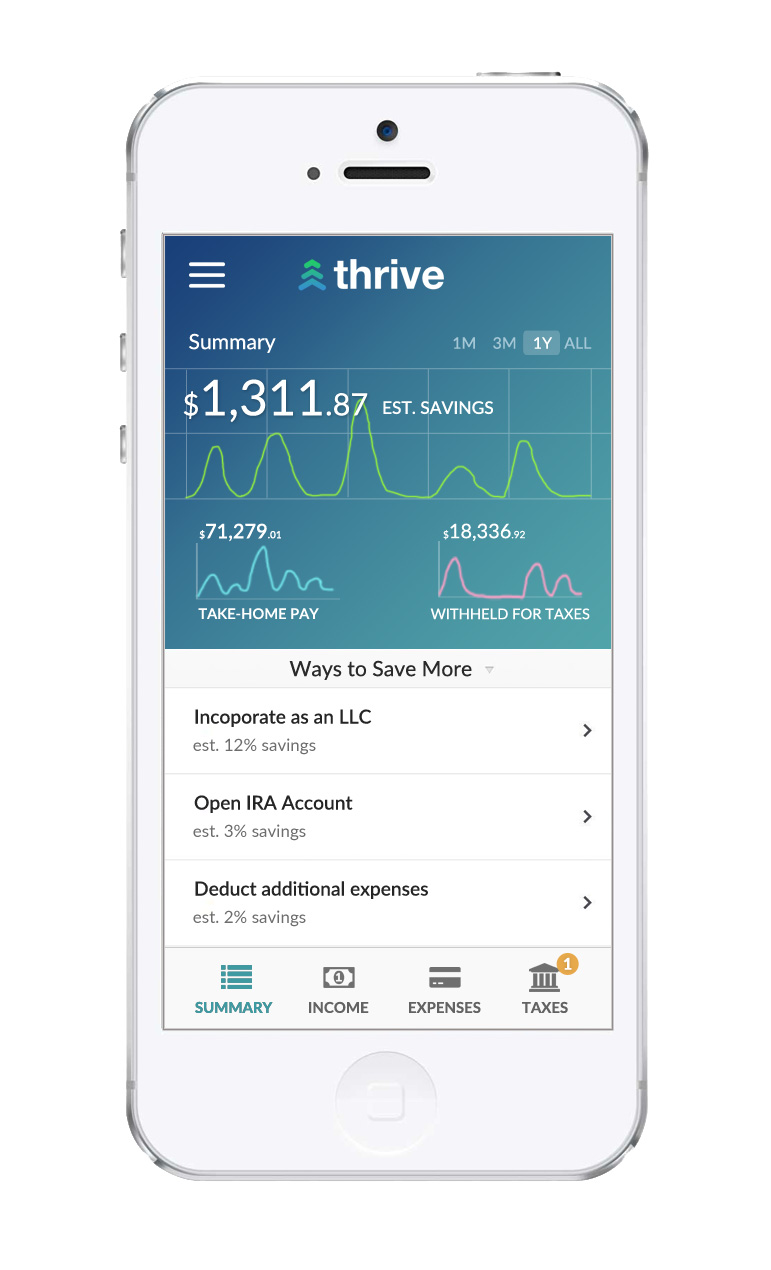 thrive
Summary 1M 3M 1Y ALL
$1,311.87 EST. SAVINGS
$71,279.01 $18,336.92
TAKE-HOME PAY WITHHELD FOR TAXES
Ways to Save More
Incoporate as an LLC
est. 12% savings
Open IRA Account
est. 3% savings
Deduct additional expenses
est. 2% savings
1
1
SUMMARY INCOME EXPENSES TAXES